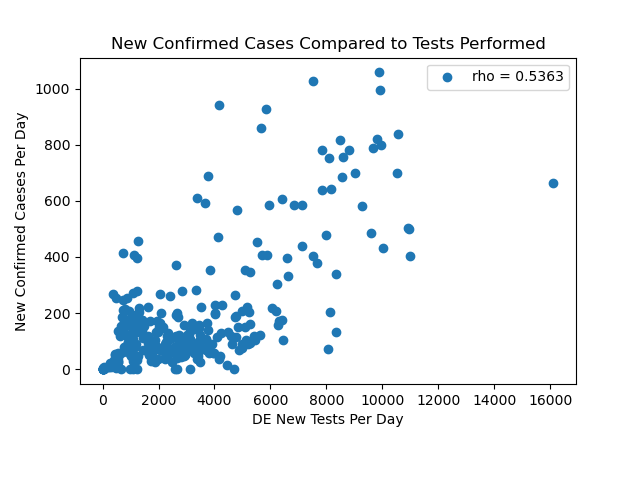 New Confirmed Cases Compared to Tests Performed
rho = 0.5363
1000
800
600
400
200
0
New Confirmed Caeses Per Day
0 2000 4000 6000 8000 10000 12000 14000 16000
DE New Tests Per Day